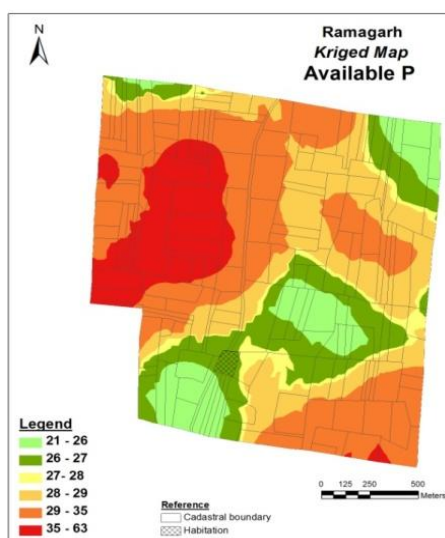 N
Ramagarh
Kriged Map
Available P
Legend
21 - 26
26 - 27
27- 28
28 - 29
29 - 35
35 - 63
Reference
Cadastral boundary
Habitation
0 125 250 500
Meters